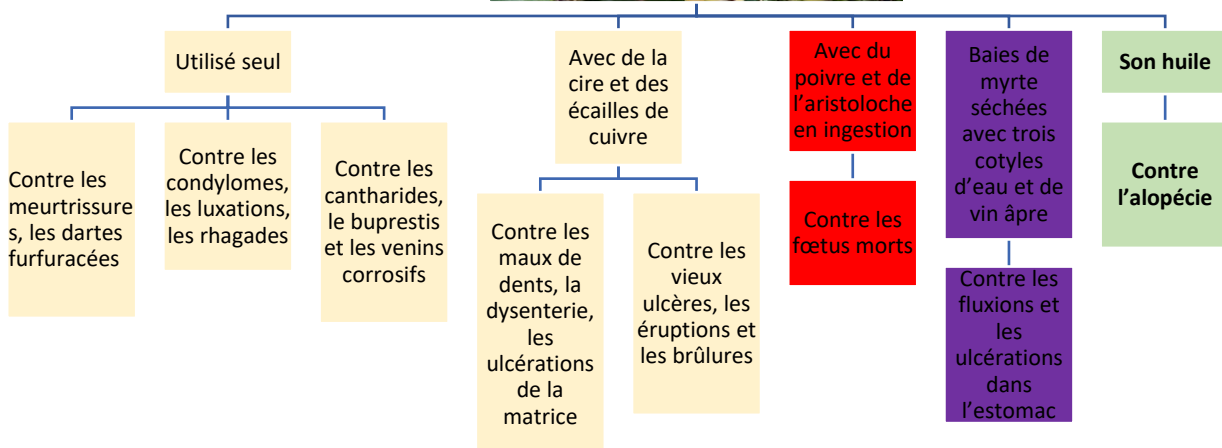 Utilisé seul
Contre les
meurtrissure
s, les dartes
furfuracées
Contre les
condylomes,
les luxations,
les rhagades
Contre les
cantharides,
le buprestis
et les venins
corrosifs
Avec de la
cire et des
écailles de
cuivre
Contre les
maux de
dents, la
dysenterie,
les
ulcérations
de la
matrice
Contre les
vieux
ulcères, les
éruptions et
les brûlures
Avec du
poivre et de
l’aristoloche
en ingestion
Contre les
fœtus morts
Baies de
myrte
séchées
avec trois
cotyles
d’eau et de
vin âpre
Contre les
fluxions et
les
ulcérations
dans
l’estomac
Son huile
Contre
l’alopécie